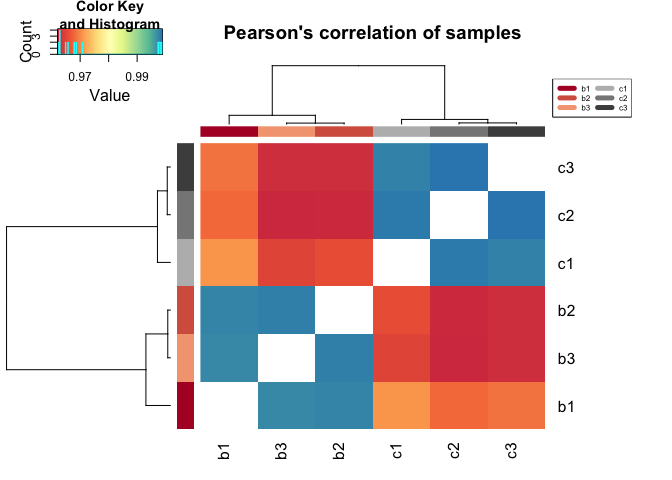 Color Key
and Histogram
Count
0 3
0.97 0.99
Value
Pearson's correlation of samples
b1 c1
b2 c2
b3 c3
c3
c2
c1
b2
b3
b1
b1 b3 b2 c1 c2 c3